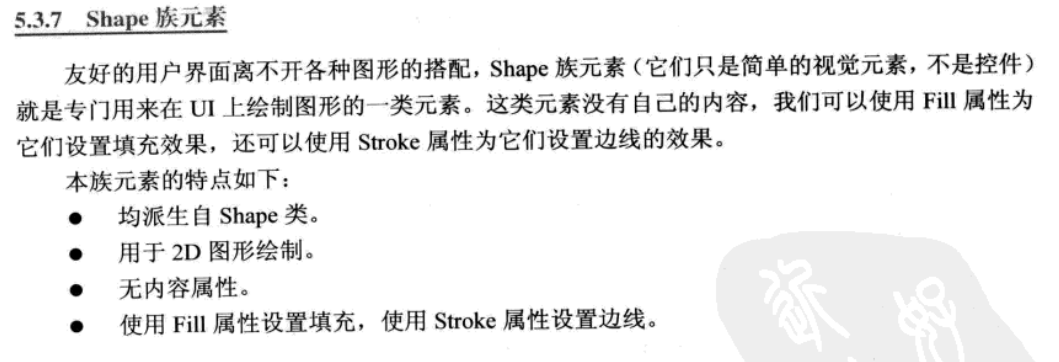 5.3.7 Shape 族元素
友好的用户界面离不开各种图形的搭配，Shape 族元素（它们只是简单的视觉元素，不是控件）
就是专门用来在 UI 上绘制图形的一类元素。这类元素没有自己的内容，我们可以使用 Fill 属性为
它们设置填充效果，还可以使用 Stroke 属性为它们设置边线的效果。
本族元素的特点如下：
● 均派生自 Shape 类。
● 用于 2D 图形绘制。
● 无内容属性。
● 使用 Fill 属性设置填充，使用 Stroke 属性设置边线。